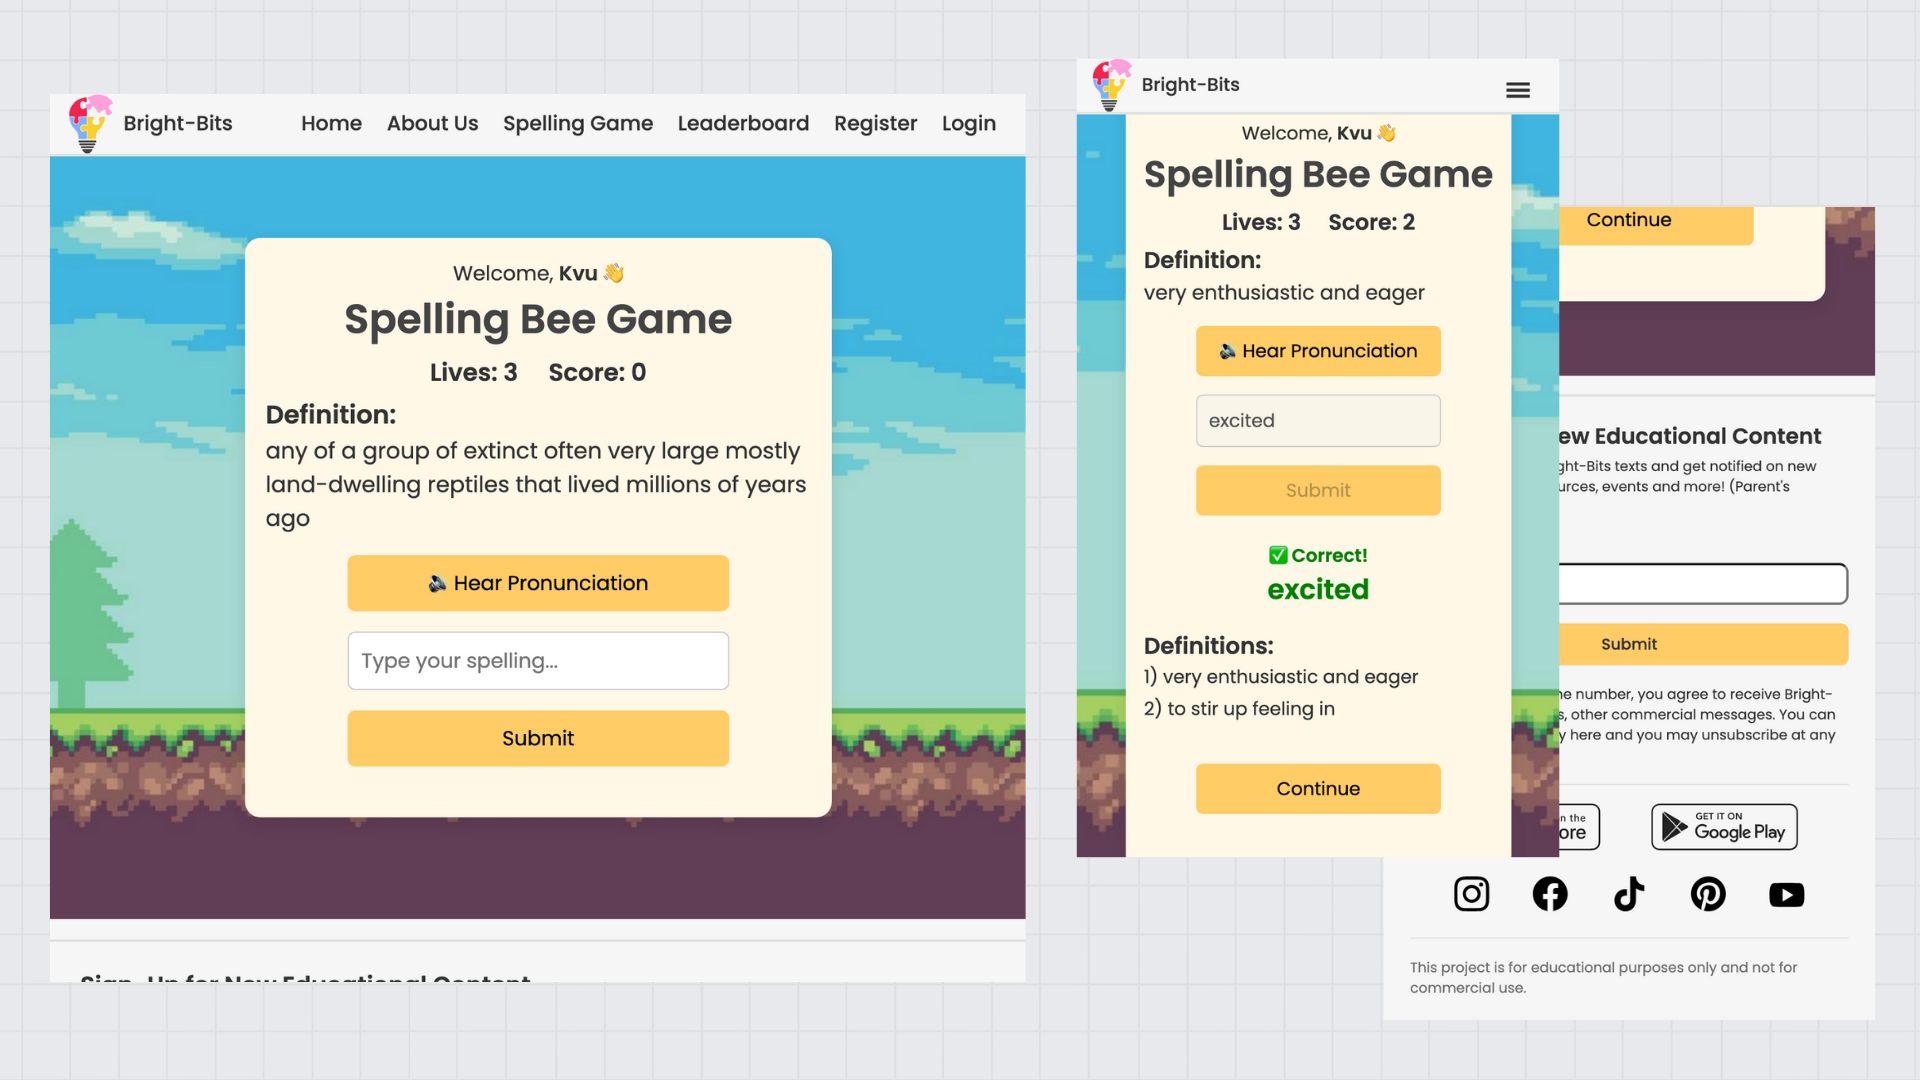 Bright-Bits
Home About Us Spelling Game Leaderboard Register Login
Welcome, Kvu 👋
Spelling Bee Game
Lives: 3 Score: 0
Definition:
any of a group of extinct often very large mostly
land-dwelling reptiles that lived millions of years
ago
🔈 Hear Pronunciation
Type your spelling...
Submit
Sign-Up for New Educational Content
Bright-Bits
Welcome, Kvu 👋
Spelling Bee Game
Lives: 3 Score: 2
Definition:
very enthusiastic and eager
🔈 Hear Pronunciation
excited
Submit
✅ Correct!
excited
Definitions:
1) very enthusiastic and eager
2) to stir up feeling in
Continue
Continue
ew Educational Content
ght-Bits texts and get notified on new
urces, events and more! (Parent's
Submit
ne number, you agree to receive Bright-
s, other commercial messages. You can
y here and you may unsubscribe at any
n the
ore
GET IT ON
Google Play
This project is for educational purposes only and not for
commercial use.